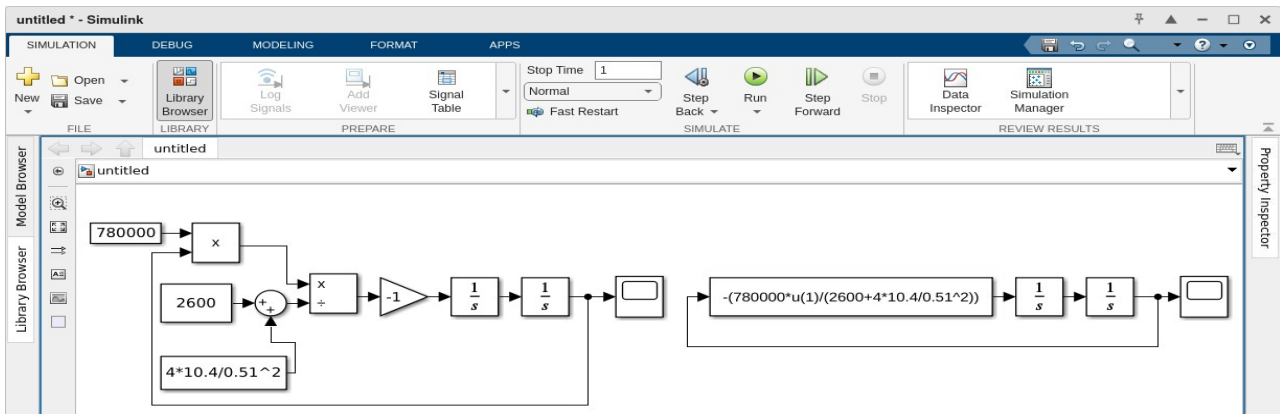 untitled * - Simulink
SIMULATION DEBUG MODELING FORMAT APPS
New
Open
Save
FILE
Library
Browser
LIBRARY
Log
Signals
Add
Viewer
Signal
Table
PREPARE
Stop Time 1
Normal
Fast Restart
Step
Back
Run
Step
Forward
Stop
SIMULATE
Data
Inspector
Simulation
Manager
REVIEW RESULTS
Model Browser
Library Browser
untitled
untitled
Property Inspector
780000
x
2600
+
+
4*10.4/0.51^2
x
÷
-1
1
s
1
s
-(780000*u(1)/(2600+4*10.4/0.51^2))
1
s
1
s